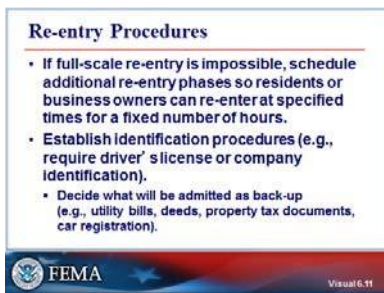 Re-entry Procedures
• If full-scale re-entry is impossible, schedule
additional re-entry phases so residents or
business owners can re-enter at specified
times for a fixed number of hours.
• Establish identification procedures (e.g.,
require driver's license or company
identification).
▪ Decide what will be admitted as back-up
(e.g., utility bills, deeds, property tax documents,
car registration).
FEMA
Visual 6.11